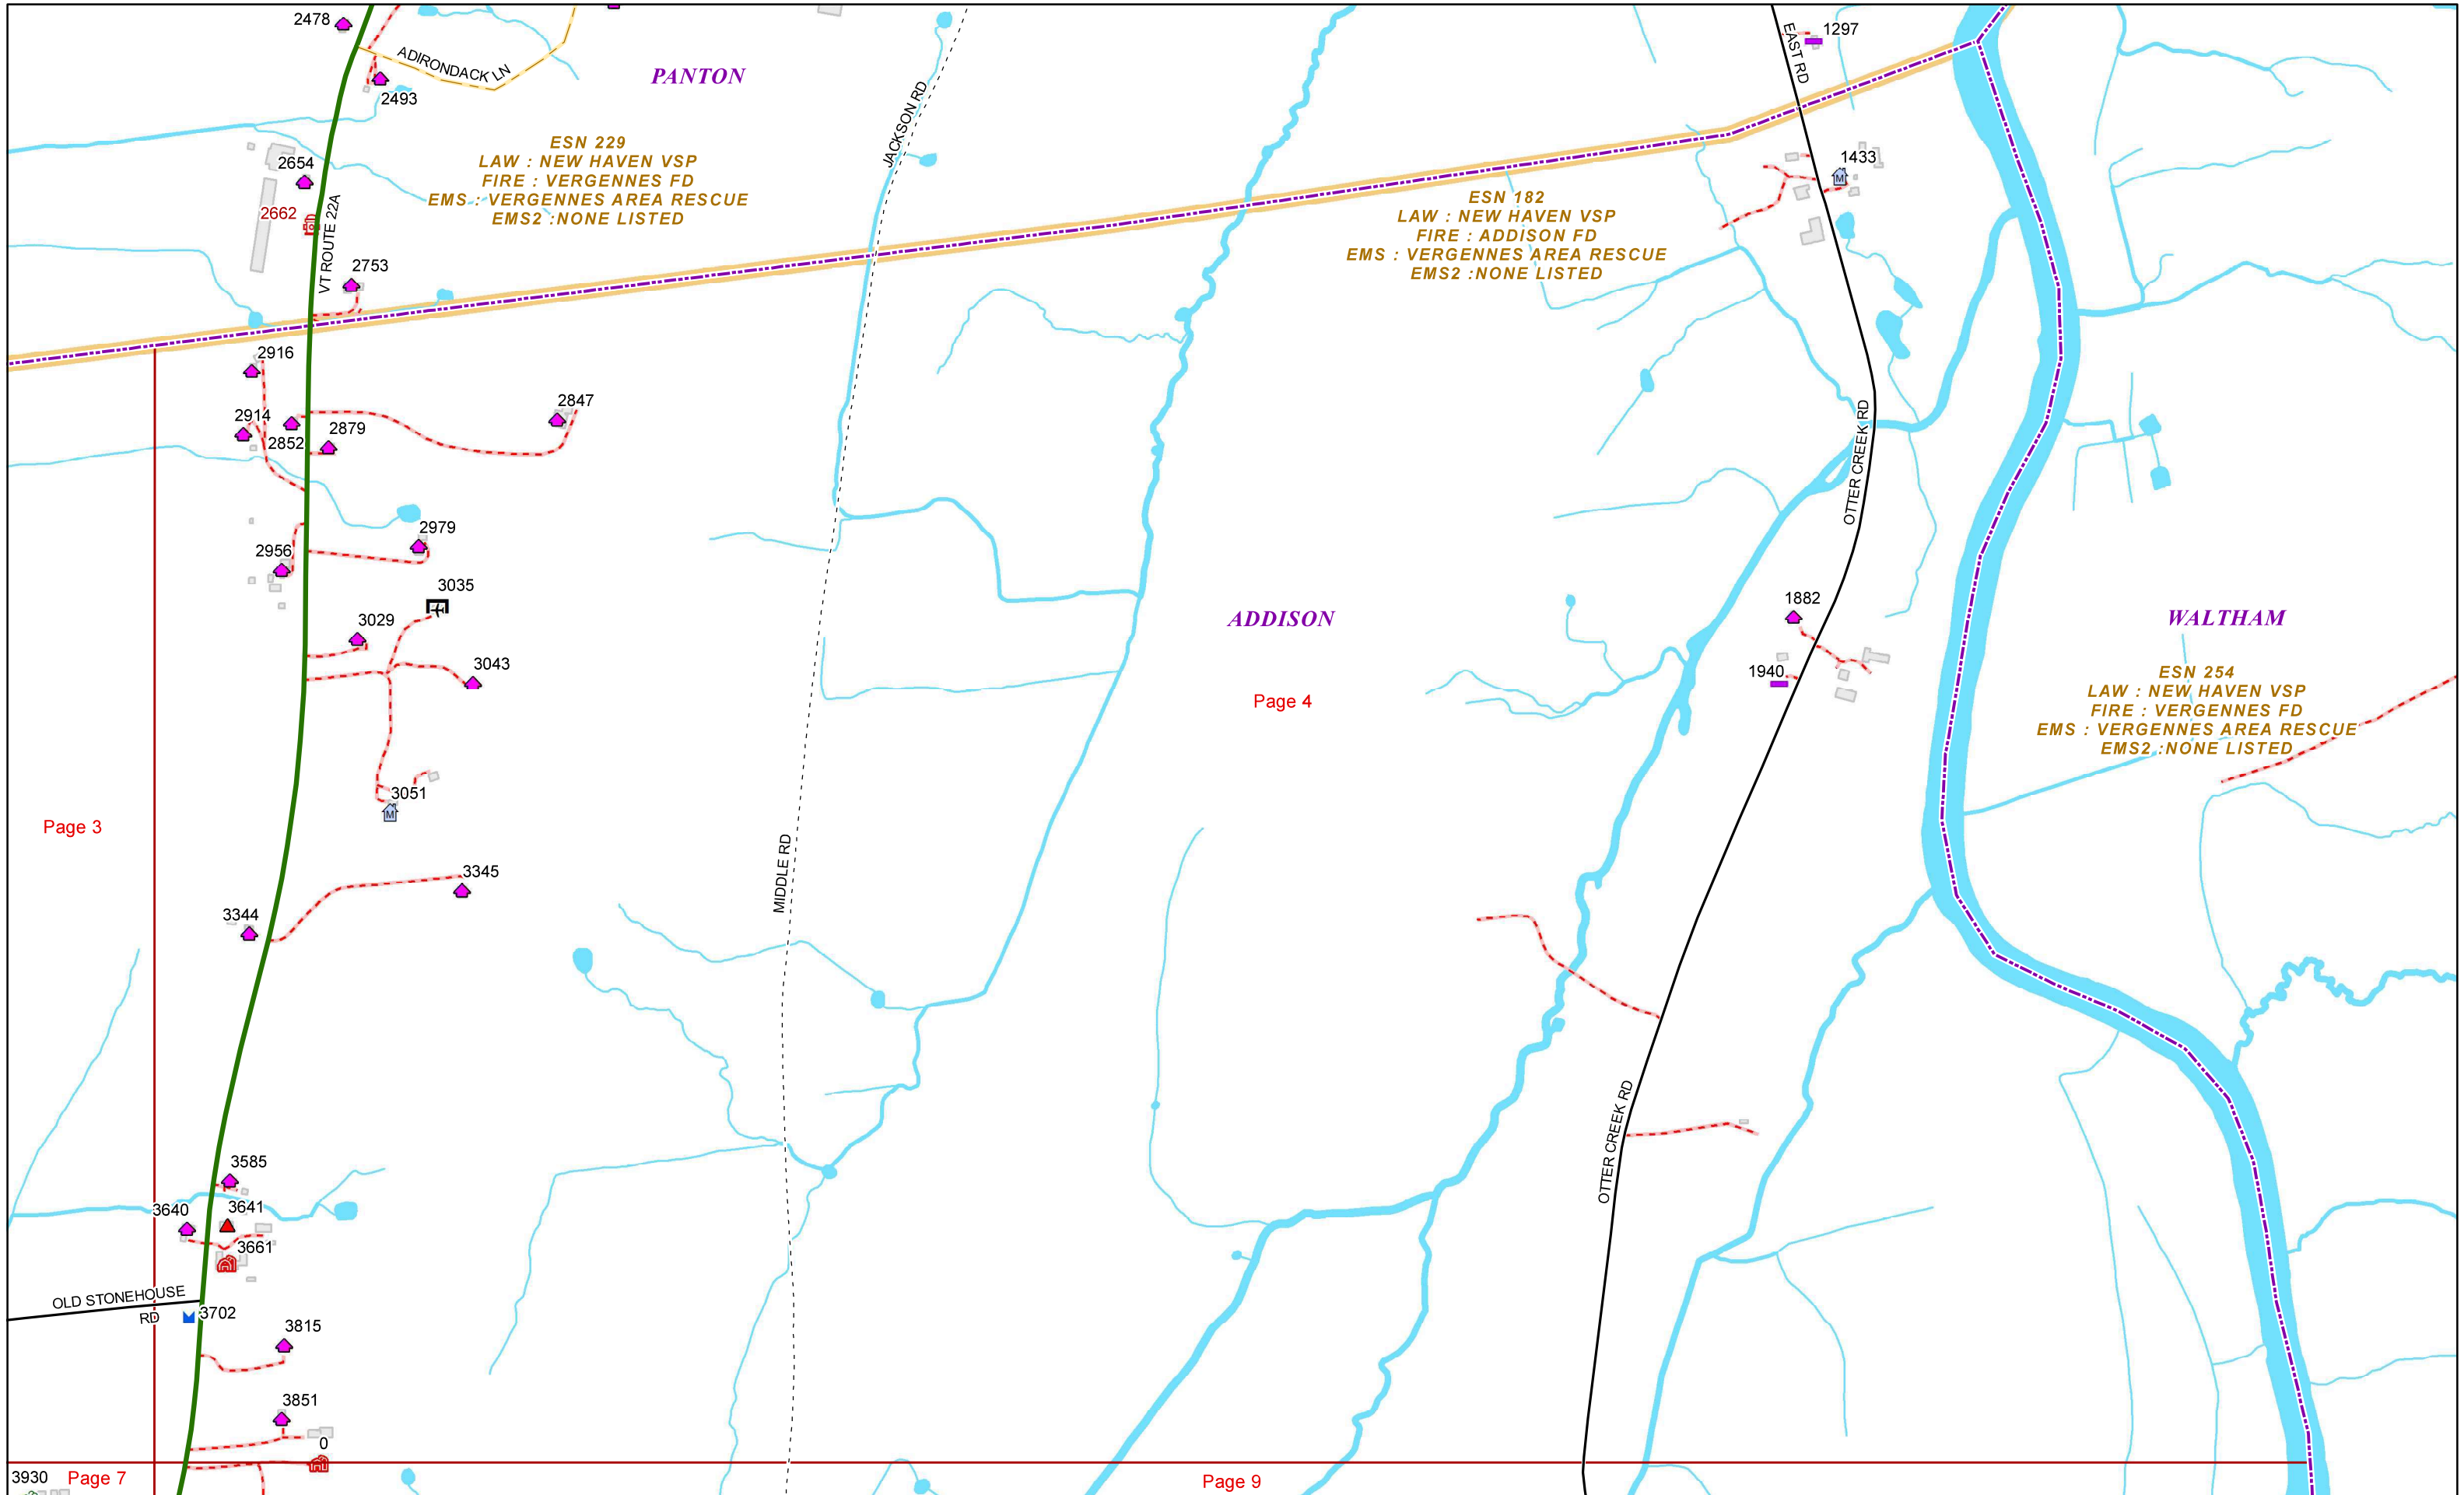 2478
1297
EAST RD
ADIRONDACK LN
PANTON
2493
JACKSON RD
ESN 229
LAW : NEW HAVEN VSP
FIRE : VERGENNES FD
EMS : VERGENNES AREA RESCUE
EMS2 :NONE LISTED
2654
2662
VT ROUTE 22A
1433
M
ESN 182
LAW : NEW HAVEN VSP
FIRE : ADDISON FD
EMS : VERGENNES AREA RESCUE
EMS2 :NONE LISTED
2753
2916
2847
2914
2852
2879
OTTER CREEK RD
2979
2956
3035
3029
3043
ADDISON
1882
WALTHAM
1940
Page 4
ESN 254
LAW : NEW HAVEN VSP
FIRE : VERGENNES FD
EMS : VERGENNES AREA RESCUE
EMS2 :NONE LISTED
3051
M
Page 3
MIDDLE RD
3345
3344
OTTER CREEK RD
3585
3640
3641
3661
OLD STONEHOUSE
RD
3702
3815
3851
0
3930
Page 7
Page 9